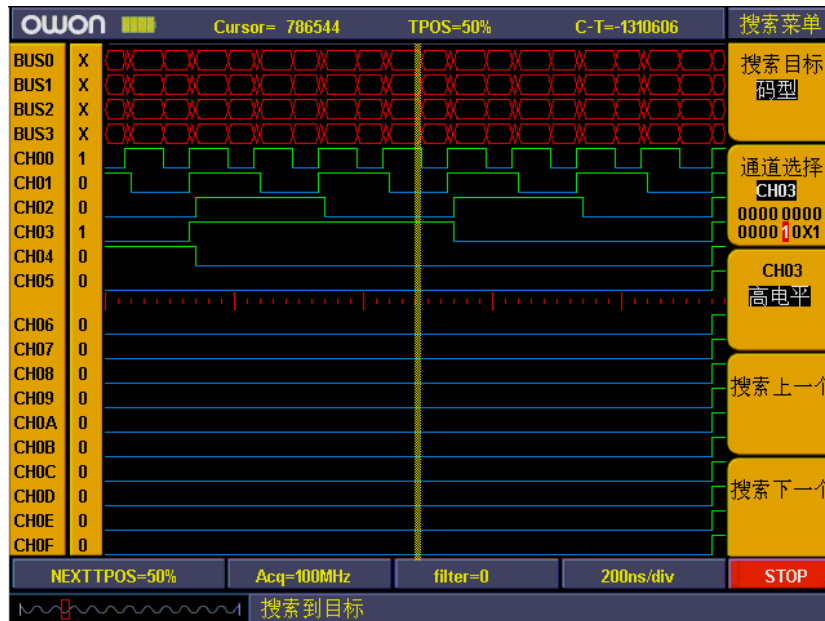 OWON Cursor= 786544 TPOS=50% C-T=-1310606 搜索菜单
BUS0 X
BUS1 X
BUS2 X
BUS3 X
CH00 1
CH01 0
CH02 0
CH03 1
CH04 0
CH05 0
CH06 0
CH07 0
CH08 0
CH09 0
CH0A 0
CH0B 0
CH0C 0
CH0D 0
CH0E 0
CH0F 0
搜索目标
码型
通道选择
CH03
0000 0000
0000 10X1
CH03
高电平
搜索上一个
搜索下一个
NEXTTPOS=50% Acq=100MHz filter=0 200ns/div STOP
搜索到目标